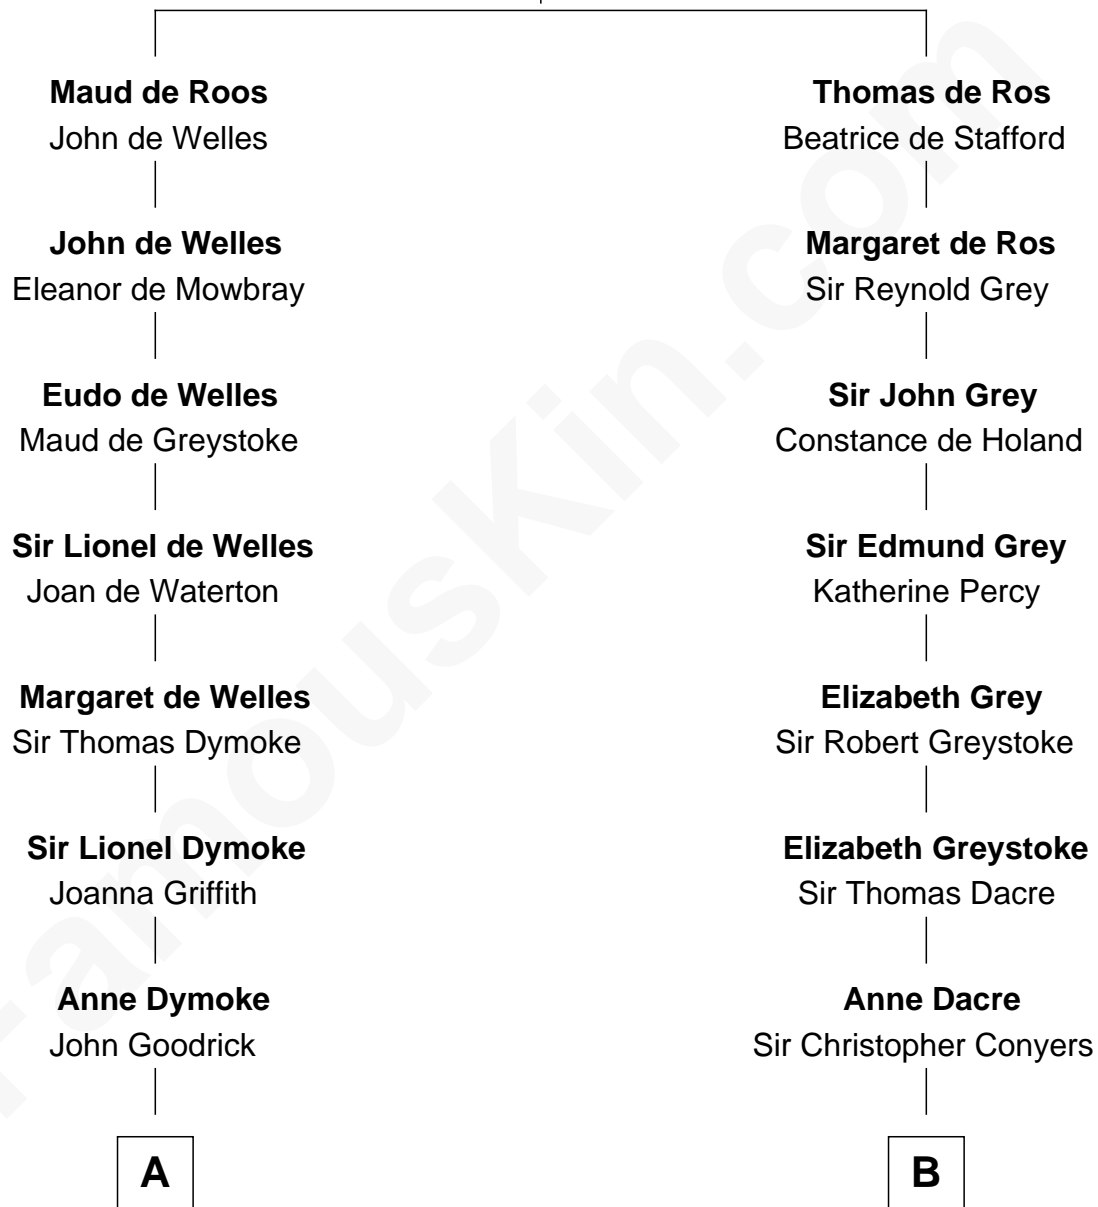 Maud de Roos
John de Welles
Thomas de Ros
Beatrice de Stafford
John de Welles
Eleanor de Mowbray
Margaret de Ros
Sir Reynold Grey
Eudo de Welles
Maud de Greystoke
Sir John Grey
Constance de Holand
Sir Lionel de Welles
Joan de Waterton
Sir Edmund Grey
Katherine Percy
Margaret de Welles
Sir Thomas Dymoke
Elizabeth Grey
Sir Robert Greystoke
Sir Lionel Dymoke
Joanna Griffith
Elizabeth Greystoke
Sir Thomas Dacre
Anne Dymoke
John Goodrick
Anne Dacre
Sir Christopher Conyers
A
B
FamousKin.com